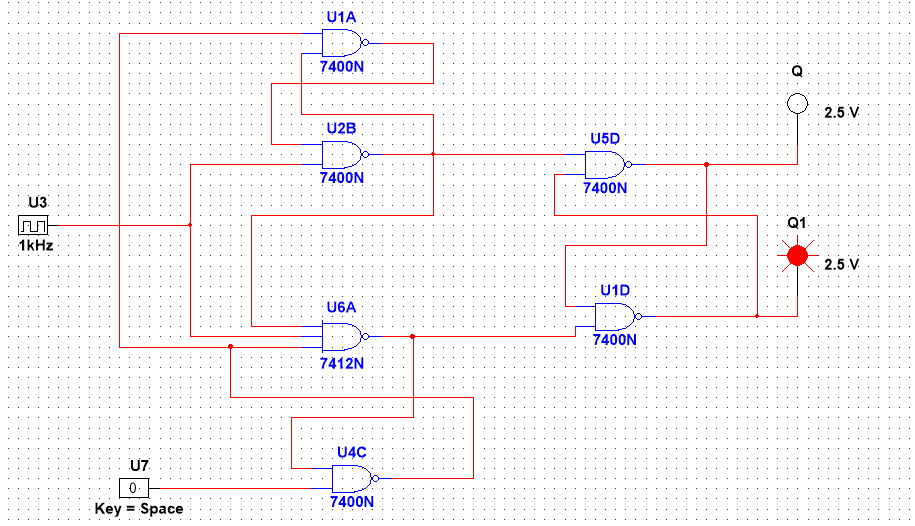 U1A
7400N
Q
2.5 V
U2B
7400N
U5D
7400N
U3
1kHz
Q1
2.5 V
U1D
7400N
U6A
7412N
U4C
7400N
U7
0
Key = Space